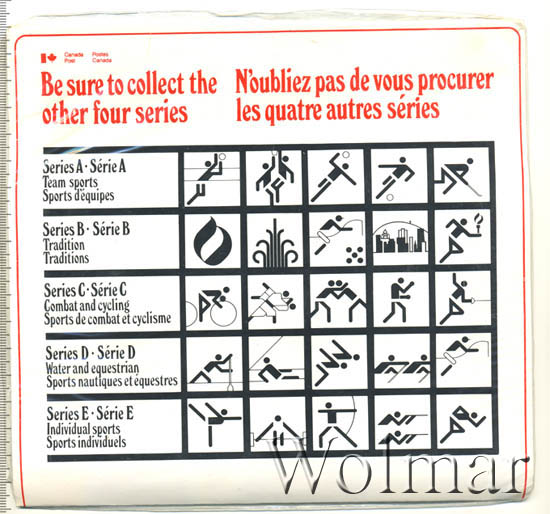 Canada Postes
Post Canada
Be sure to collect the
other four series
N'oubliez pas de vous procurer
les quatre autres séries
Series A · Série A
Team sports
Sports d'équipes
Series B · Série B
Tradition
Traditions
Series C · Série C
Combat and cycling
Sports de combat et cyclisme
Series D · Série D
Water and equestrian
Sports nautiques et équestres
Series E · Série E
Individual sports
Sports individuels
Wolmar